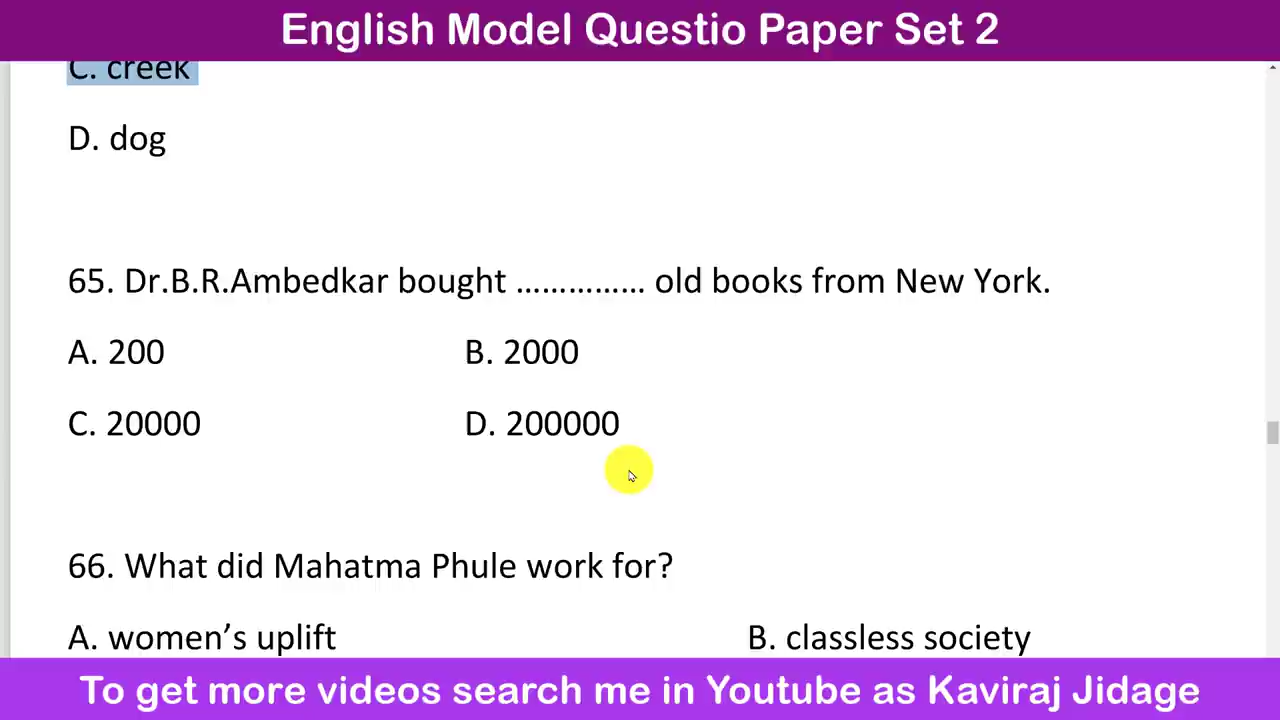 English Model Questio Paper Set 2
C. creek
D. dog
65. Dr.B.R.Ambedkar bought …………… old books from New York.
A. 200 B. 2000
C. 20000 D. 200000
66. What did Mahatma Phule work for?
A. women’s uplift B. classless society
To get more videos search me in Youtube as Kaviraj Jidage